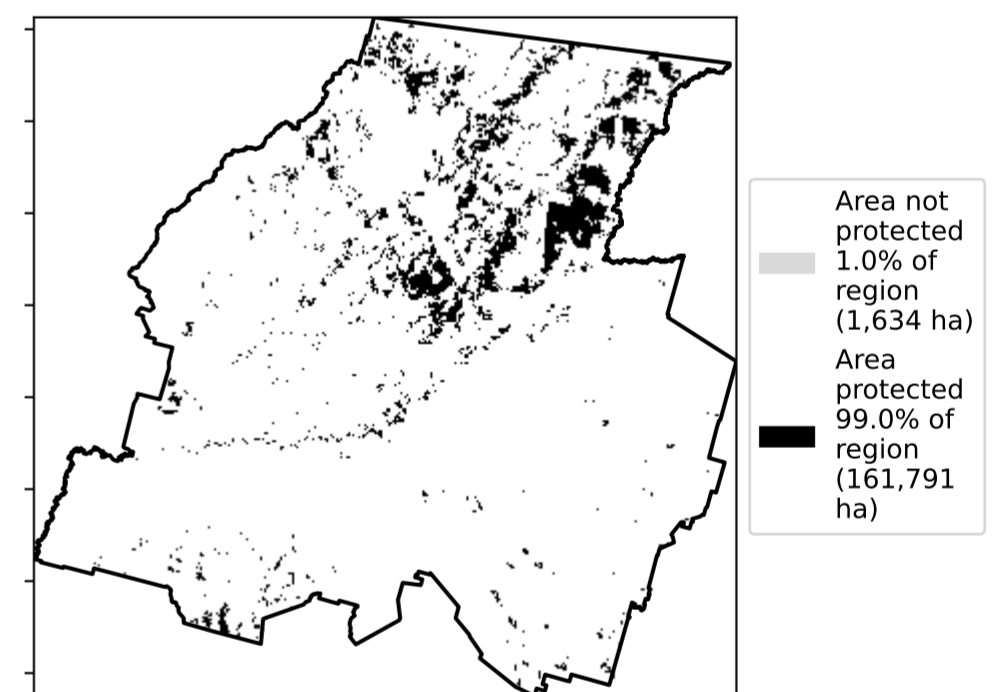 Area not
protected
1.0% of
region
(1,634 ha)
Area
protected
99.0% of
region
(161,791
ha)